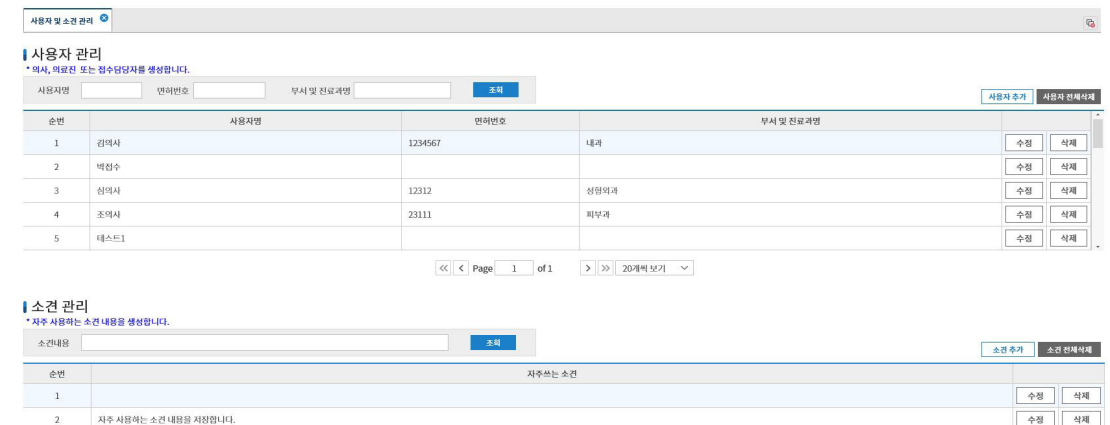 사용자 및 소견 관리
사용자 관리
* 의사, 의료진 또는 접수담당자를 생성합니다.
사용자명 면허번호 부서 및 진료과명 조회
사용자 추가 사용자 전체삭제
순번 사용자명 면허번호 부서 및 진료과명
1 김의사 1234567 내과 수정 삭제
2 박접수 수정 삭제
3 심의사 12312 성형외과 수정 삭제
4 조의사 23111 피부과 수정 삭제
5 테스트1 수정 삭제
Page 1 of 1 20개씩 보기
소견 관리
* 자주 사용하는 소견 내용을 생성합니다.
소견내용 조회
소견 추가 소견 전체삭제
순번 자주쓰는 소견
1 수정 삭제
2 자주 사용하는 소견 내용을 저장합니다. 수정 삭제